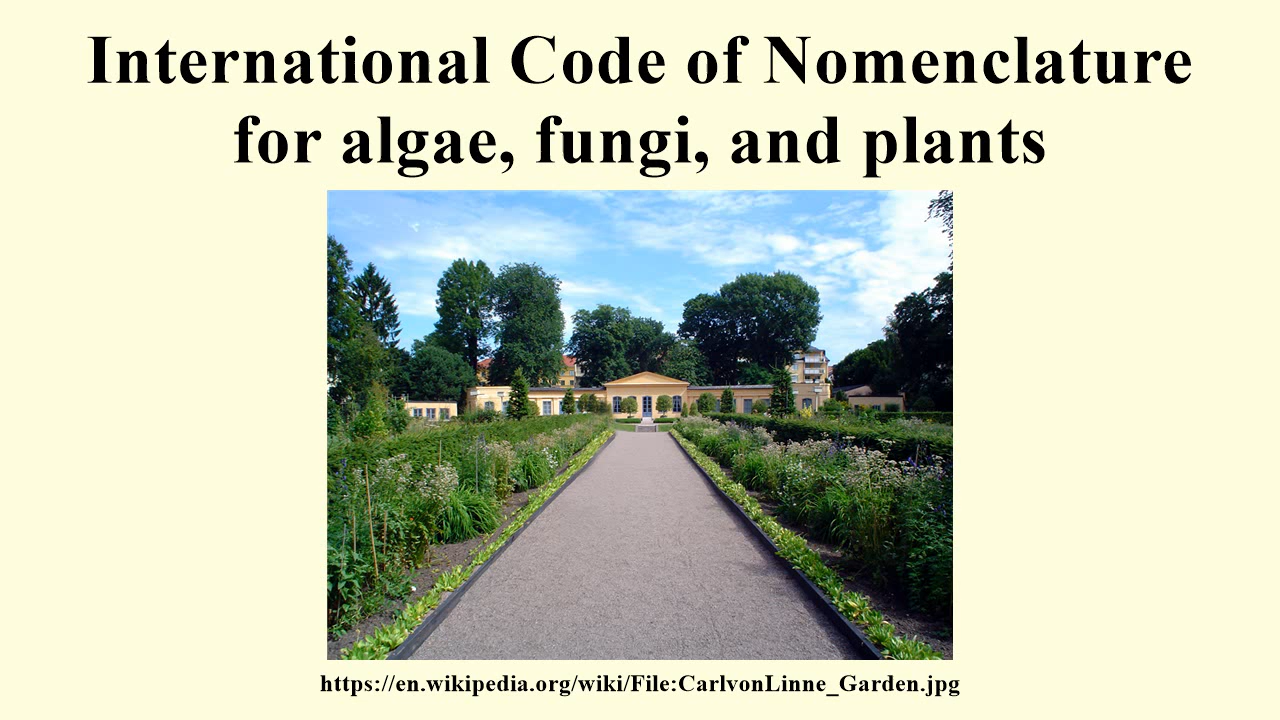 International Code of Nomenclature
for algae, fungi, and plants
https://en.wikipedia.org/wiki/File:CarlvonLinne_Garden.jpg